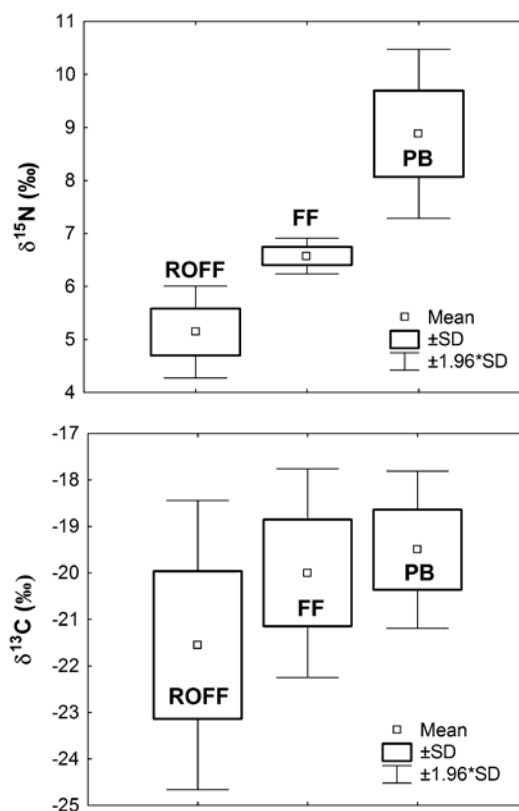 11
10
9
8
7
6
5
4
δ15N (‰)
ROFF
FF
PB
Mean
±SD
±1.96*SD
-17
-18
-19
-20
-21
-22
-23
-24
-25
δ13C (‰)
ROFF
FF
PB
Mean
±SD
±1.96*SD